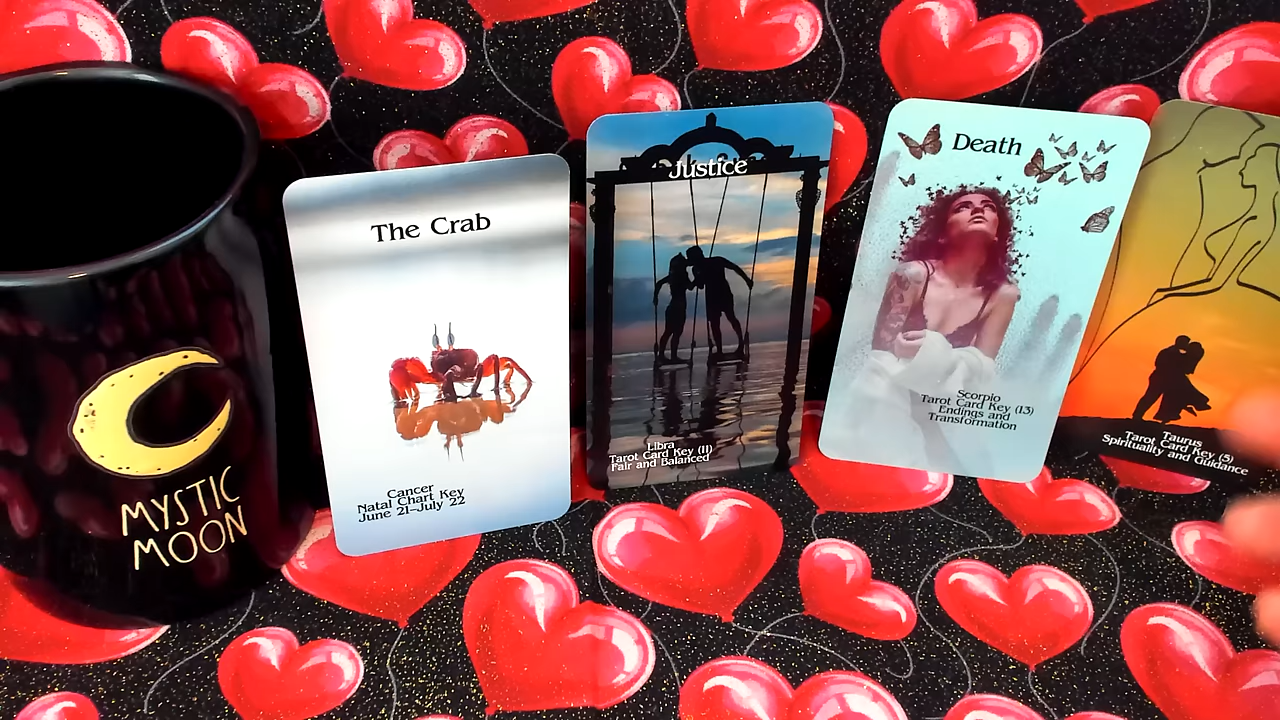 MYSTIC
MOON
The Crab
Cancer
Natal Chart Key
June 21-July 22
Justice
Libra
Tarot Card Key (11)
Fair and Balanced
Death
Scorpio
Tarot Card Key (13)
Endings and
Transformation
Taurus
Tarot Card Key (5)
Spirituality and Guidance